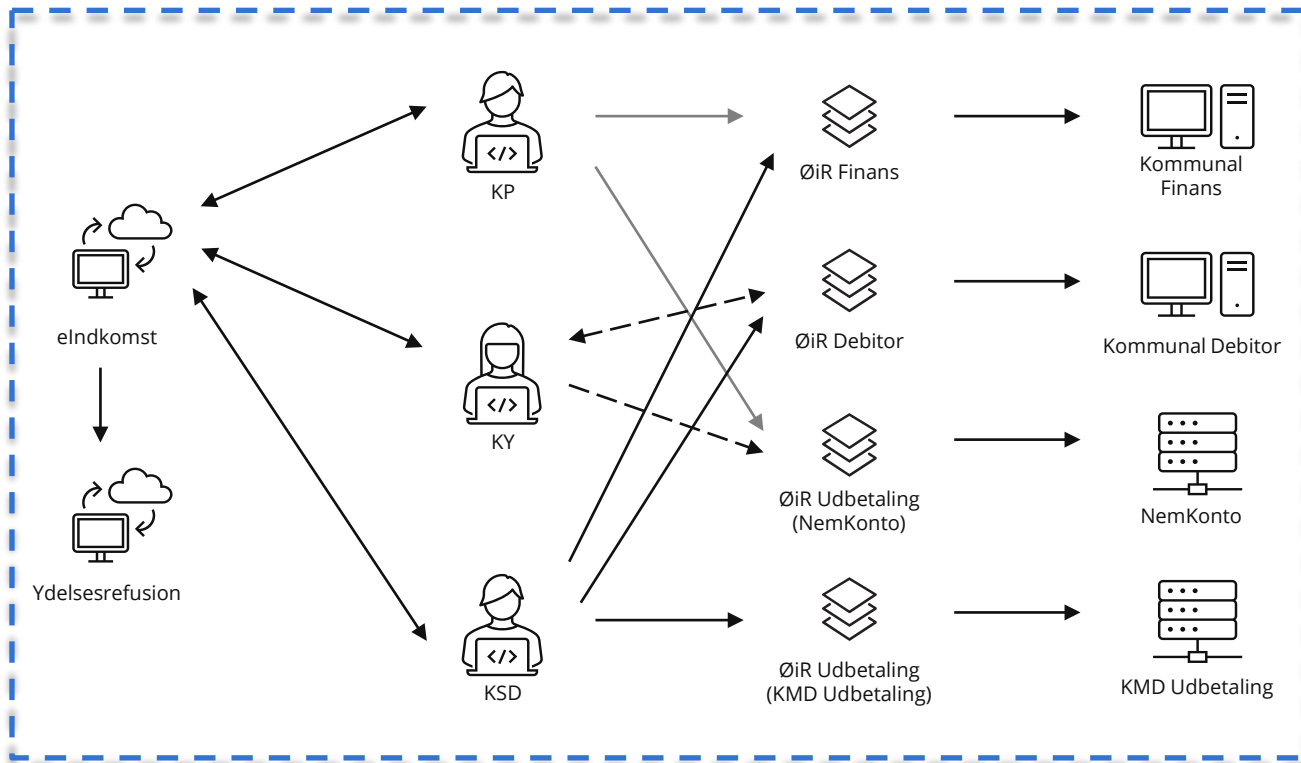 </>
KP
ØiR Finans
Kommunal
Finans
eIndkomst
</>
KY
ØiR Debitor
Kommunal Debitor
ØiR Udbetaling
(NemKonto)
NemKonto
Ydelsesrefusion
</>
KSD
ØiR Udbetaling
(KMD Udbetaling)
KMD Udbetaling